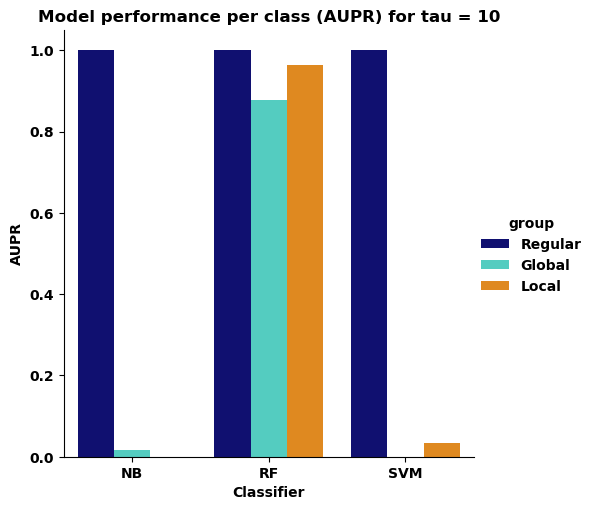 Model performance per class (AUPR) for tau = 10
1.0
0.8
0.6
0.4
0.2
0.0
AUPR
NB
RF
SVM
Classifier
group
Regular
Global
Local